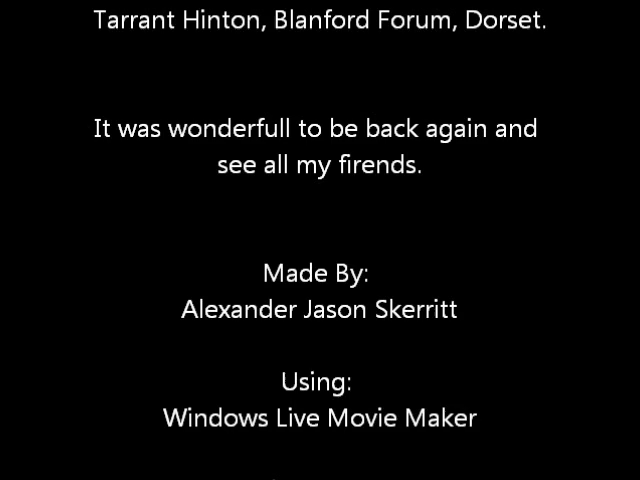 Tarrant Hinton, Blanford Forum, Dorset.
It was wonderfull to be back again and
see all my firends.
Made By:
Alexander Jason Skerritt
Using:
Windows Live Movie Maker